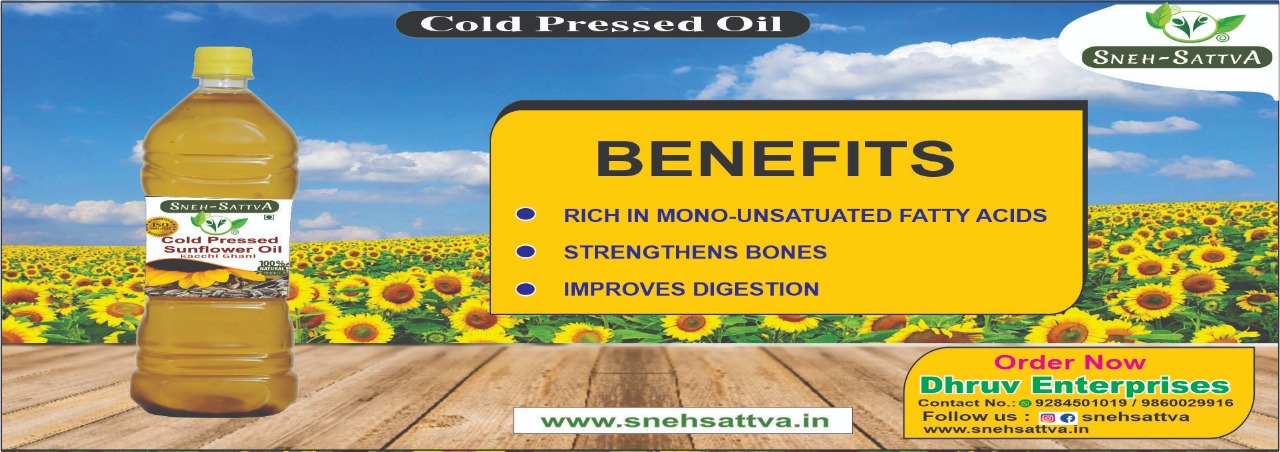 Cold Pressed Oil
SNEH-SATTVA
BENEFITS
RICH IN MONO-UNSATUATED FATTY ACIDS
STRENGTHENS BONES
IMPROVES DIGESTION
SNEH-SATTVA
ISO
Cold Pressed
Sunflower Oil
Kacchi Ghani
100%
NATURAL
www.snehsattva.in
Order Now
Dhruv Enterprises
Contact No.: 9284501019 / 9860029916
Follow us : snehsattva
www.snehsattva.in